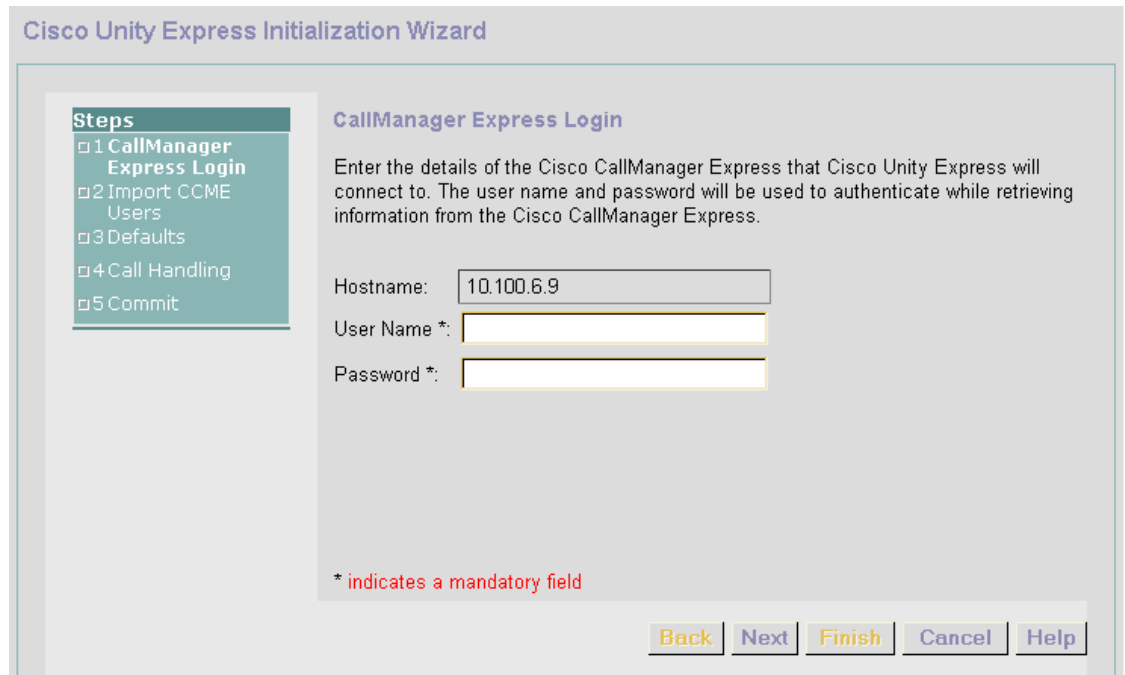 Cisco Unity Express Initialization Wizard
Steps
1 CallManager
Express Login
2 Import CCME
Users
3 Defaults
4 Call Handling
5 Commit
CallManager Express Login
Enter the details of the Cisco CallManager Express that Cisco Unity Express will
connect to. The user name and password will be used to authenticate while retrieving
information from the Cisco CallManager Express.
Hostname: 10.100.6.9
User Name *:
Password *:
* indicates a mandatory field
Back Next Finish Cancel Help